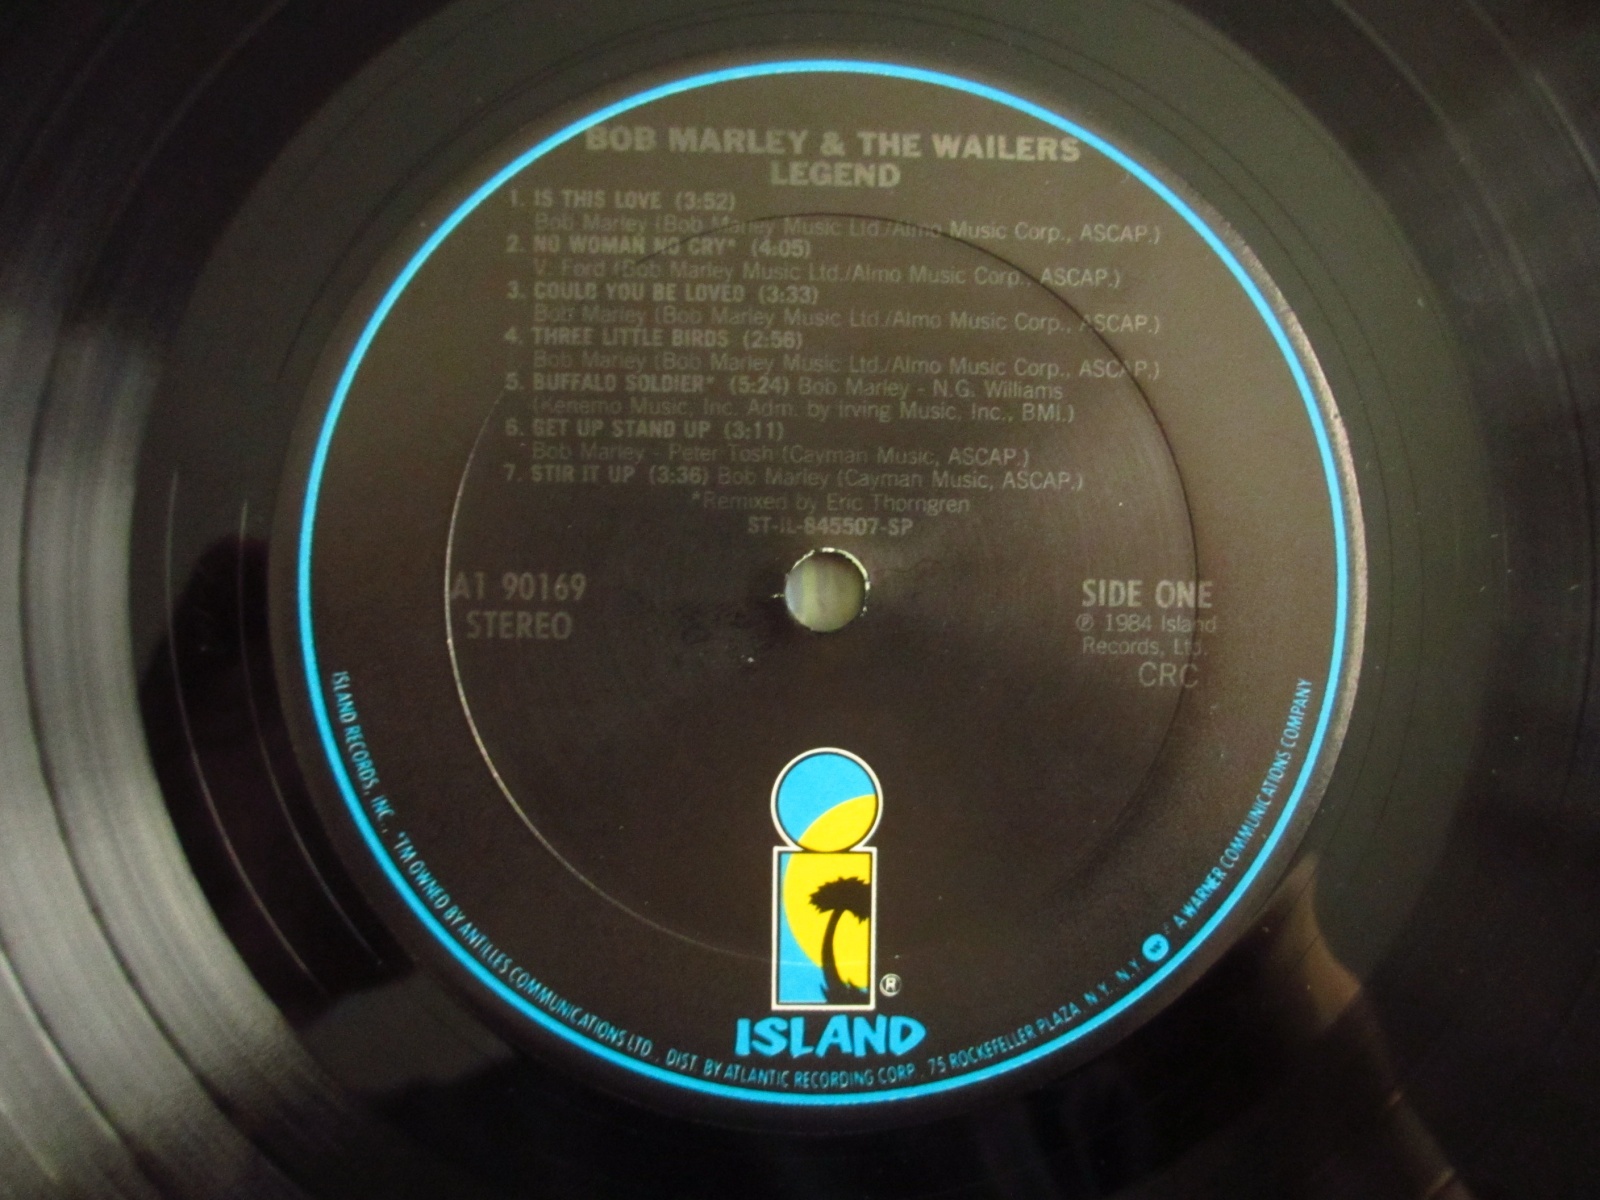 BOB MARLEY & THE WAILERS
LEGEND
1. IS THIS LOVE (3:52)
Bob Marley (Bob Marley Music Ltd./Almo Music Corp., ASCAP.)
2. NO WOMAN NO CRY* (4:05)
V. Ford (Bob Marley Music Ltd./Almo Music Corp., ASCAP.)
3. COULD YOU BE LOVED (3:33)
Bob Marley (Bob Marley Music Ltd./Almo Music Corp., ASCAP.)
4. THREE LITTLE BIRDS (2:56)
Bob Marley (Bob Marley Music Ltd./Almo Music Corp., ASCAP.)
5. BUFFALO SOLDIER* (5:24) Bob Marley - N.G. Williams
(Kenemo Music, Inc. Adm. by Irving Music, Inc., BMI.)
6. GET UP STAND UP (3:11)
Bob Marley - Peter Tosh (Cayman Music, ASCAP.)
7. STIR IT UP (3:36) Bob Marley (Cayman Music, ASCAP.)
*Remixed by Eric Thorngren
ST-IL-845507-SP
A1 90169
STEREO
SIDE ONE
℗ 1984 Island
Records, Ltd.
CRC
®
ISLAND
ISLAND RECORDS, INC., "I'M OWNED BY ANTILLES COMMUNICATIONS LTD. DIST. BY ATLANTIC RECORDING CORP. 75 ROCKEFELLER PLAZA, N.Y. N.Y. A WARNER COMMUNICATIONS COMPANY